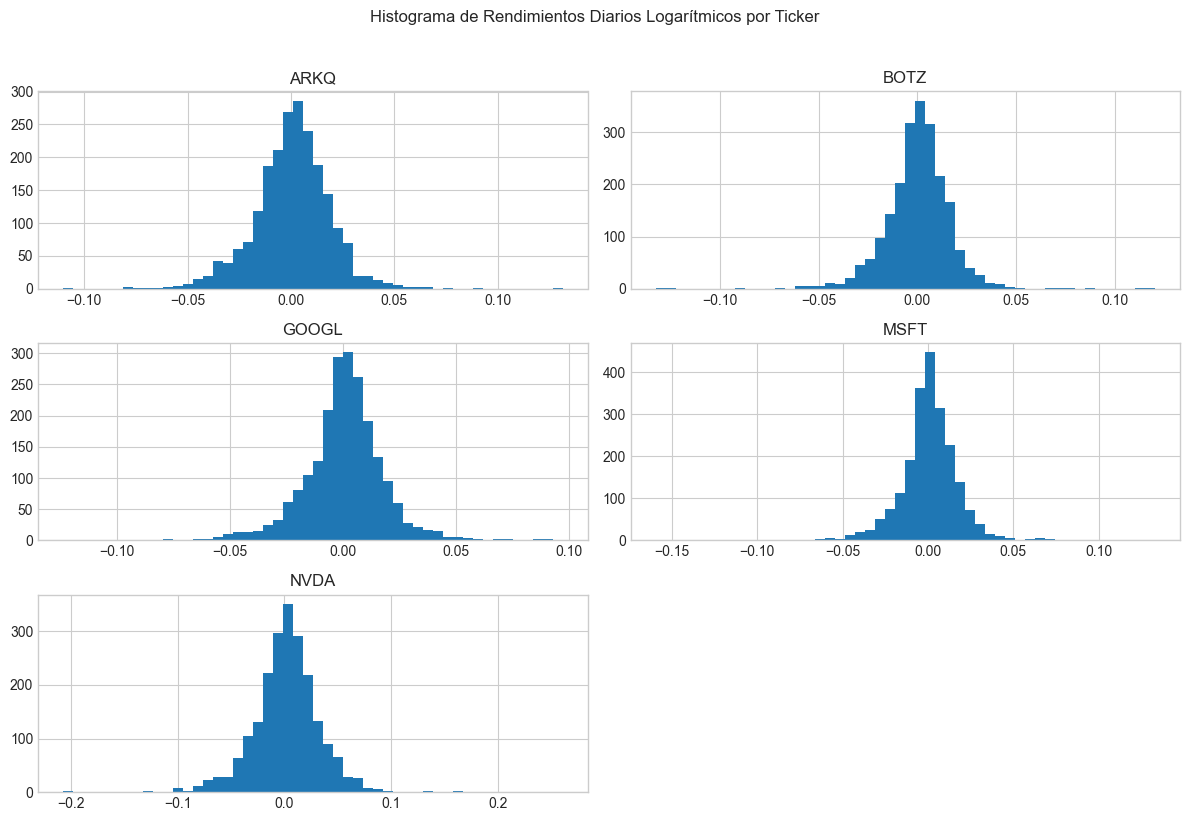 Histograma de Rendimientos Diarios Logarítmicos por Ticker
ARKQ
300
250
200
150
100
50
0
−0.10 −0.05 0.00 0.05 0.10
BOTZ
300
200
100
0
−0.10 −0.05 0.00 0.05 0.10
GOOGL
300
250
200
150
100
50
0
−0.10 −0.05 0.00 0.05 0.10
MSFT
400
300
200
100
0
−0.15 −0.10 −0.05 0.00 0.05 0.10
NVDA
300
200
100
0
−0.2 −0.1 0.0 0.1 0.2